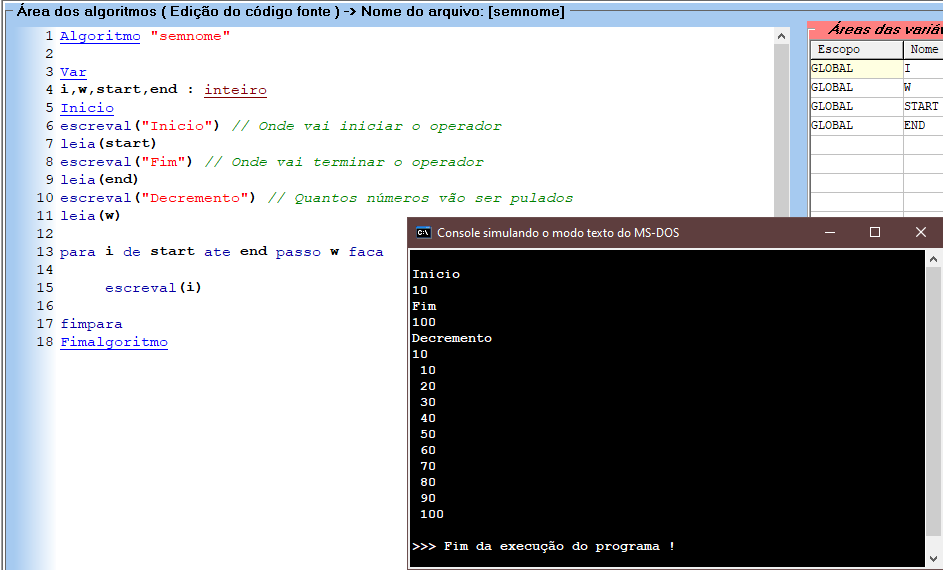 Área dos algoritmos ( Edição do código fonte ) -> Nome do arquivo: [semnome]
1 Algoritmo "semnome"
2
3 Var
4 i,w,start,end : inteiro
5 Inicio
6 escreval("Inicio") // Onde vai iniciar o operador
7 leia(start)
8 escreval("Fim") // Onde vai terminar o operador
9 leia(end)
10 escreval("Decremento") // Quantos números vão ser pulados
11 leia(w)
12
13 para i de start ate end passo w faca
14
15 escreval(i)
16
17 fimpara
18 Fimalgoritmo
Áreas das variáv
Escopo Nome
GLOBAL I
GLOBAL W
GLOBAL START
GLOBAL END
Console simulando o modo texto do MS-DOS
Inicio
10
Fim
100
Decremento
10
10
20
30
40
50
60
70
80
90
100
>>> Fim da execução do programa !